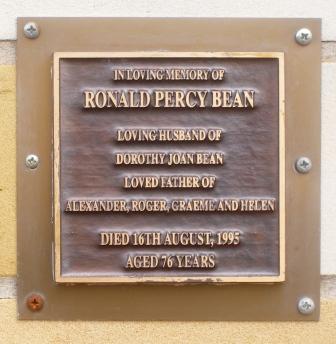 IN LOVING MEMORY OF
RONALD PERCY BEAN
LOVING HUSBAND OF
DOROTHY JOAN BEAN
LOVED FATHER OF
ALEXANDER, ROGER, GRAEME AND HELEN
DIED 16TH AUGUST, 1995
AGED 76 YEARS